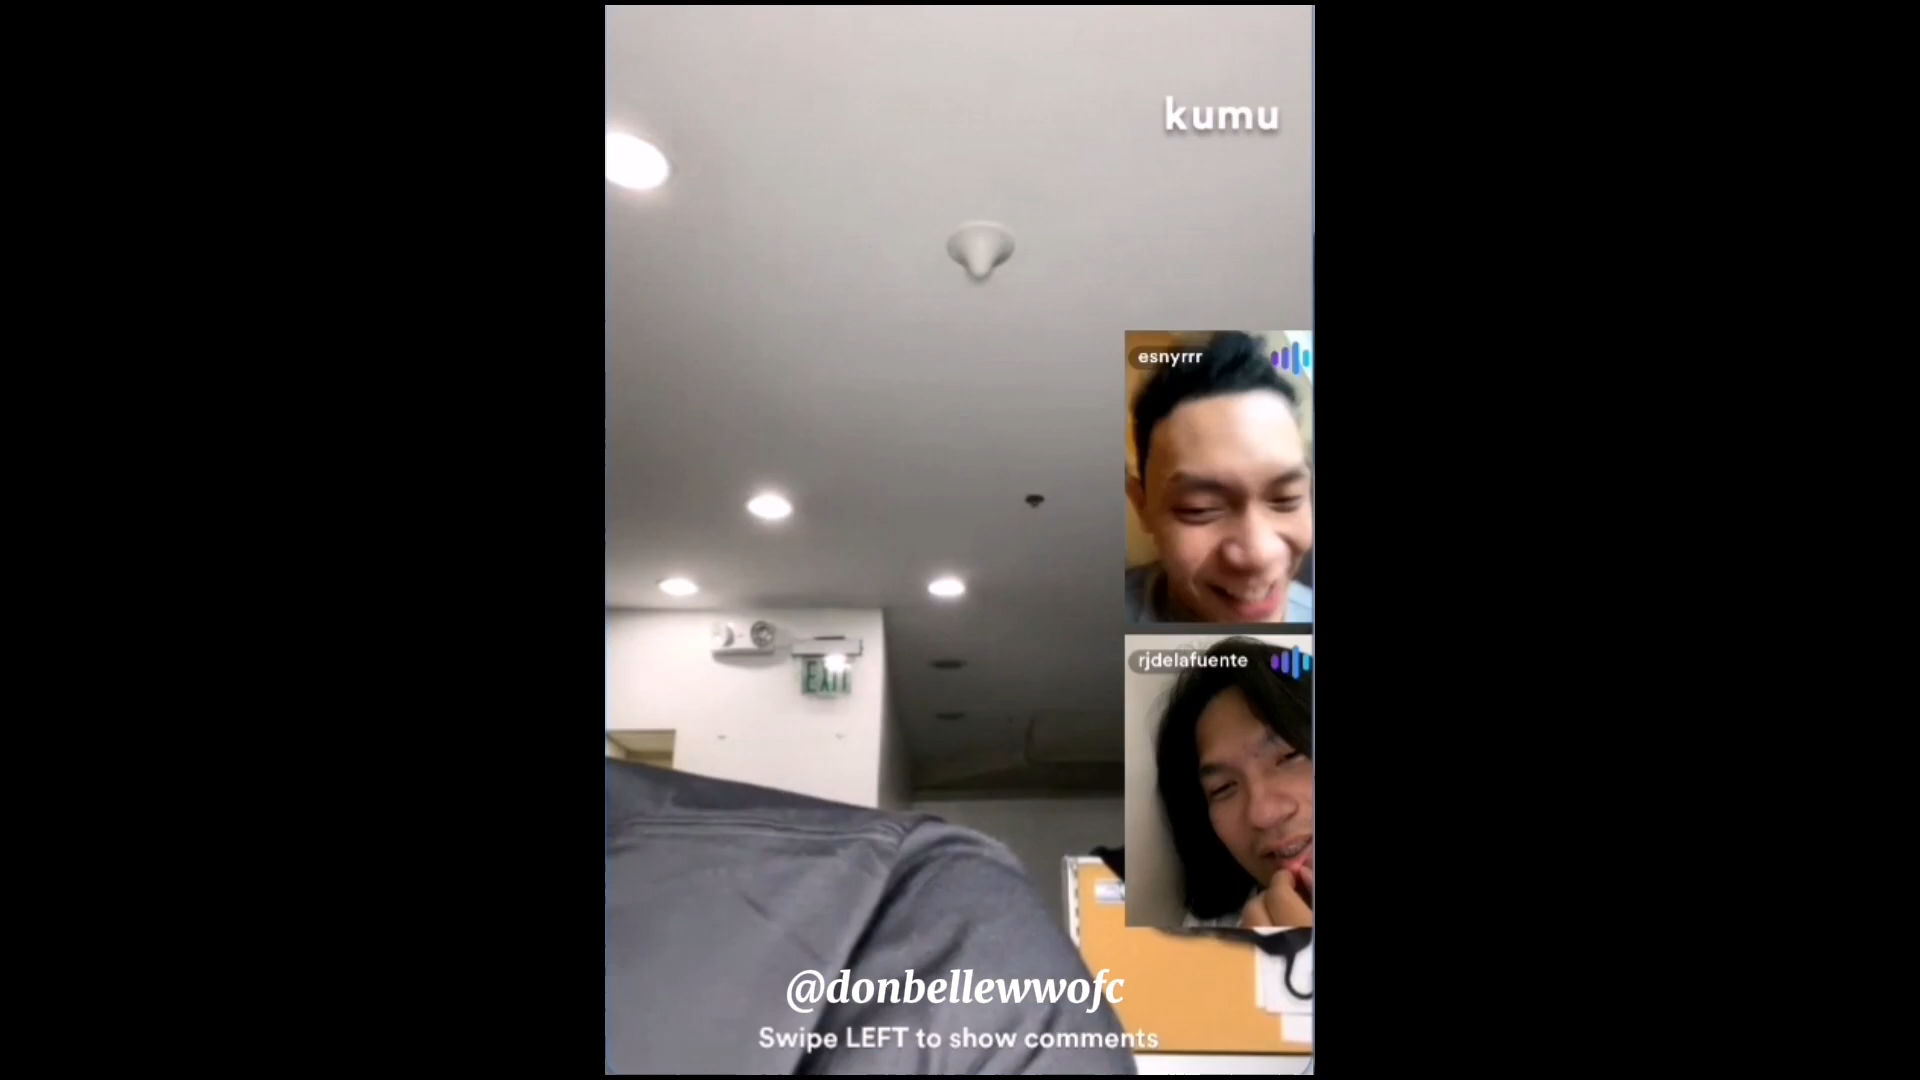 kumu
esnyrrr
EXIT
rjdelafuente
@donbellewwofc
Swipe LEFT to show comments